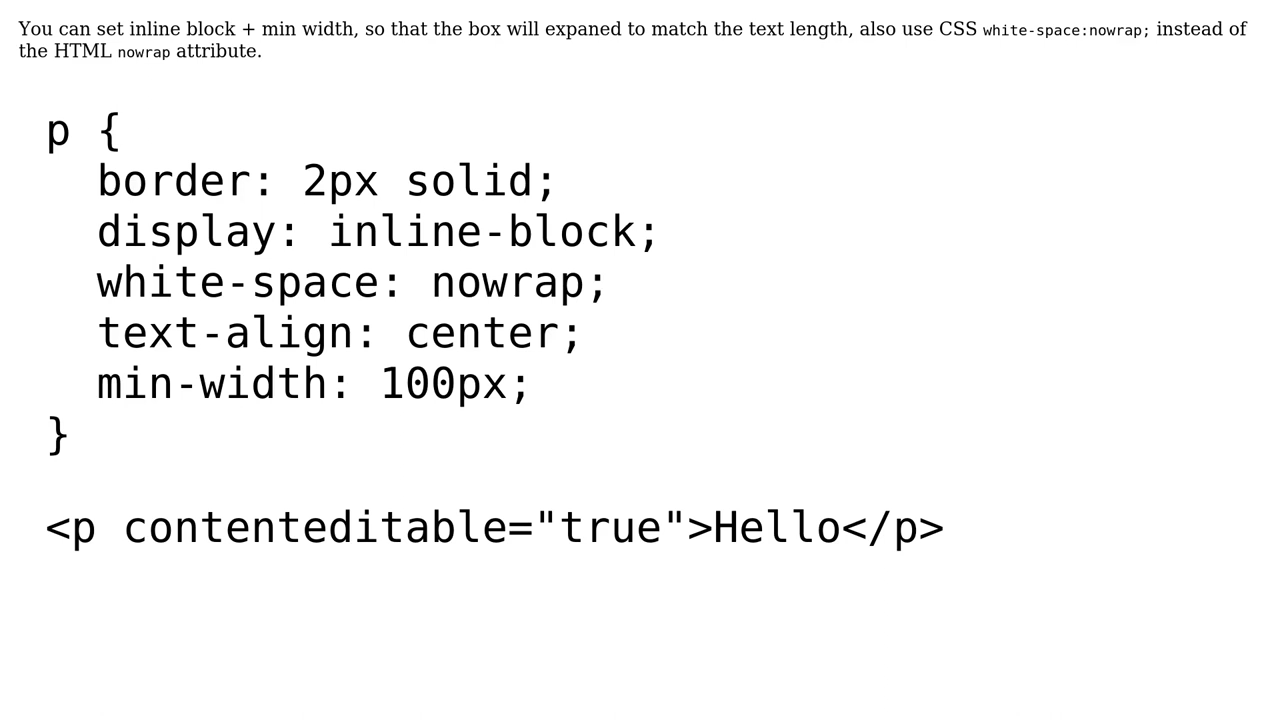 You can set inline block + min width, so that the box will expaned to match the text length, also use CSS white-space:nowrap; instead of
the HTML nowrap attribute.
p {
  border: 2px solid;
  display: inline-block;
  white-space: nowrap;
  text-align: center;
  min-width: 100px;
}
<p contenteditable="true">Hello</p>